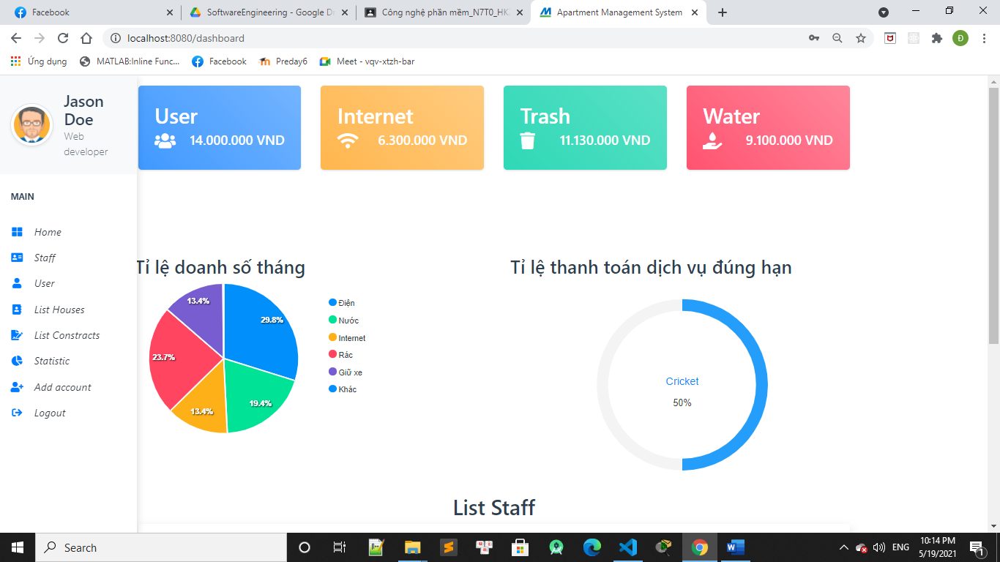 Facebook
SoftwareEngineering - Google Dr
Công nghệ phần mềm_N7T0_HK2
Apartment Management System
localhost:8080/dashboard
Đ
Ứng dụng
MATLAB:Inline Func...
Facebook
Preday6
Meet - vqv-xtzh-bar
Jason
Doe
Web
developer
User
14.000.000 VND
Internet
6.300.000 VND
Trash
11.130.000 VND
Water
9.100.000 VND
MAIN
Home
Staff
User
List Houses
List Constracts
Statistic
Add account
Logout
Tỉ lệ doanh số tháng
13.4%
29.8%
23.7%
13.4%
19.4%
Điện
Nước
Internet
Rác
Giữ xe
Khác
Tỉ lệ thanh toán dịch vụ đúng hạn
Cricket
50%
List Staff
Search
ENG
10:14 PM
5/19/2021
1